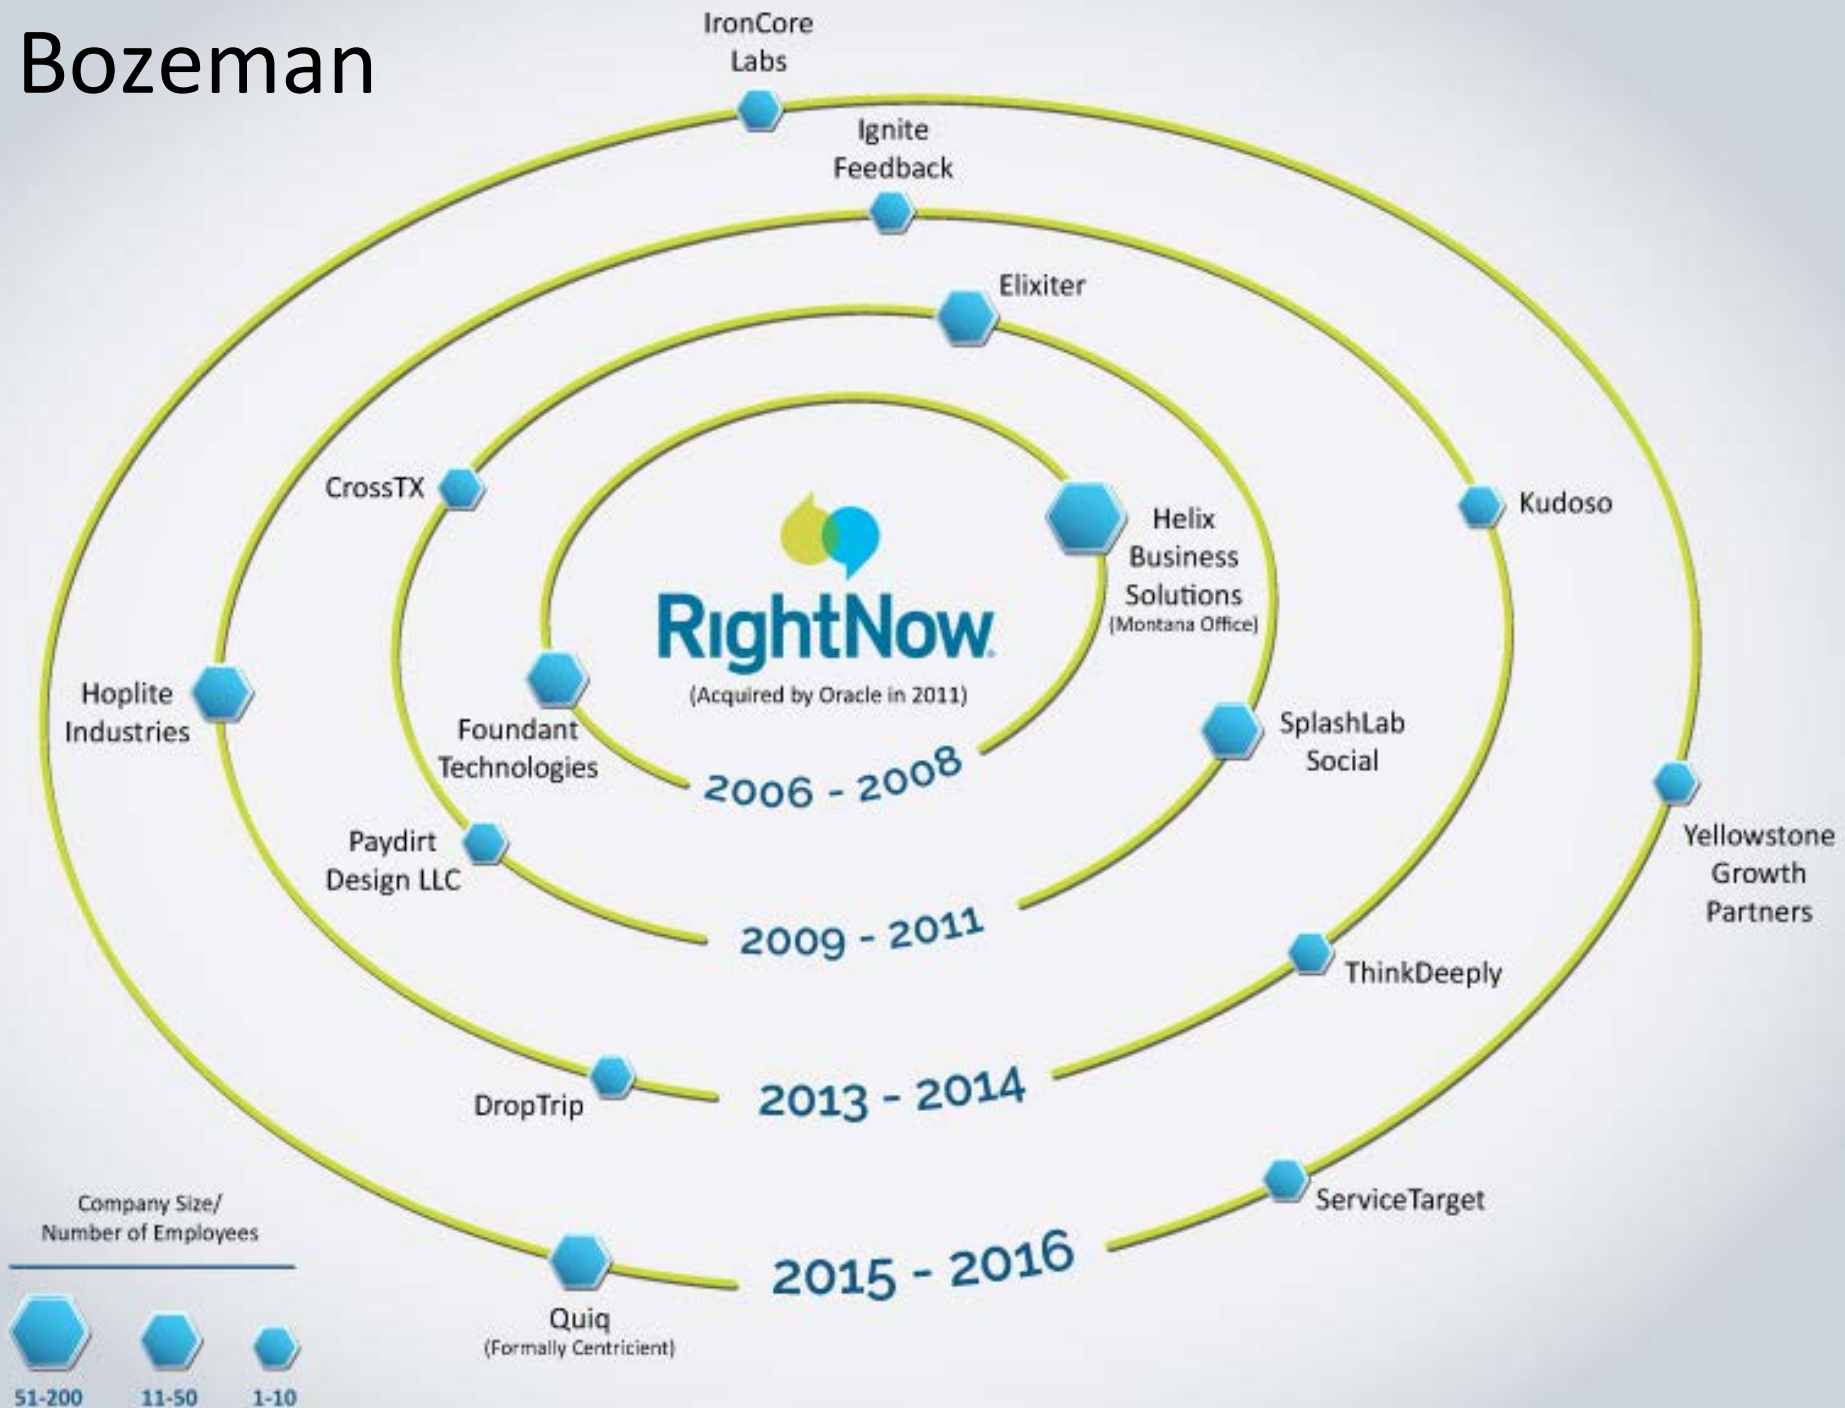 Bozeman
IronCore
Labs
Ignite
Feedback
Elixiter
CrossTX
Kudoso
Helix
Business
Solutions
(Montana Office)
RightNow
(Acquired by Oracle in 2011)
Hoplite
Industries
Foundant
Technologies
SplashLab
Social
2006 - 2008
Paydirt
Design LLC
Yellowstone
Growth
Partners
2009 - 2011
ThinkDeeply
2013 - 2014
DropTrip
ServiceTarget
2015 - 2016
Quiq
(Formally Centricient)
Company Size/
Number of Employees
51-200 11-50 1-10